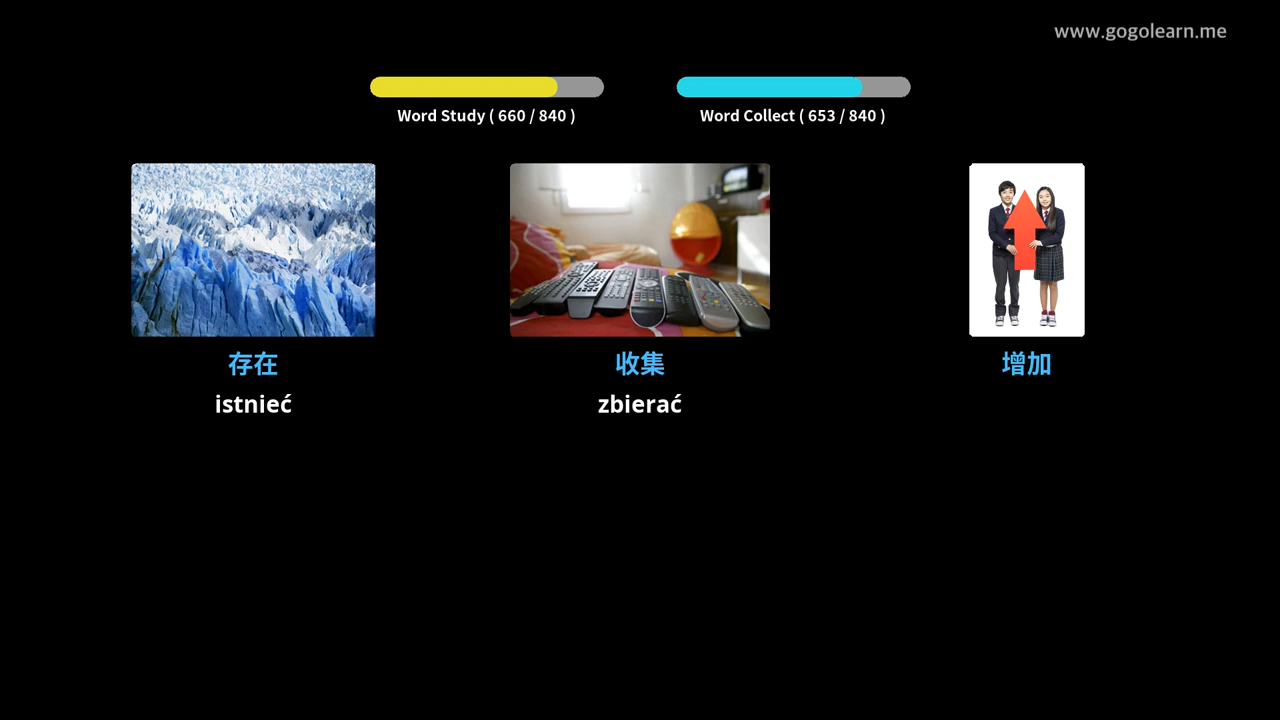 www.gogolearn.me
Word Study ( 660 / 840 )
Word Collect ( 653 / 840 )
存在
istnieć
收集
zbierać
增加